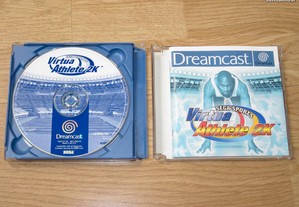 Virtua
Athlete 2K
Dreamcast
SEGA
Dreamcast
SEGA SPORTS
Virtua
Athlete 2K